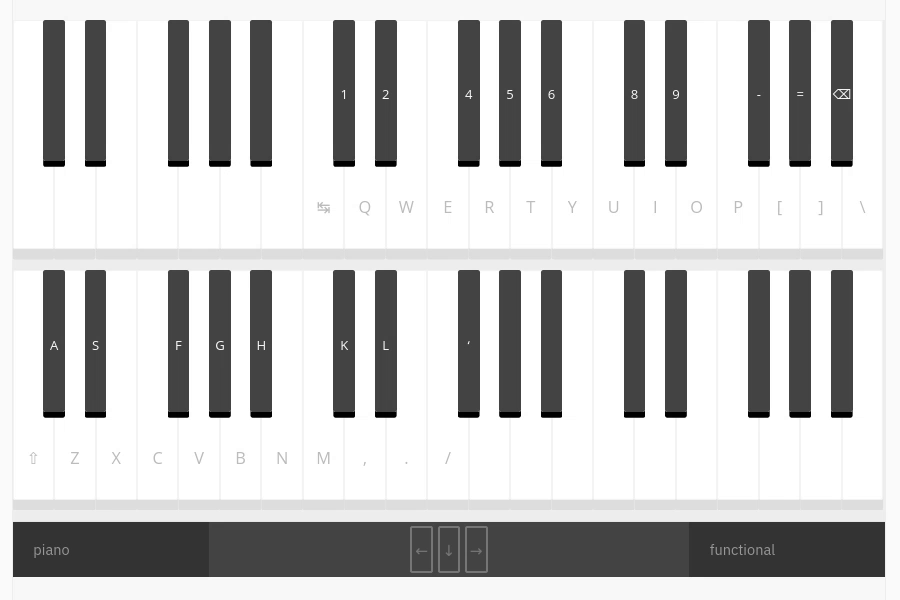 1 2 4 5 6 8 9 - = ⌫
↹ Q W E R T Y U I O P [ ] \
A S F G H K L ‘
⇧ Z X C V B N M , . /
piano ← ↓ → functional